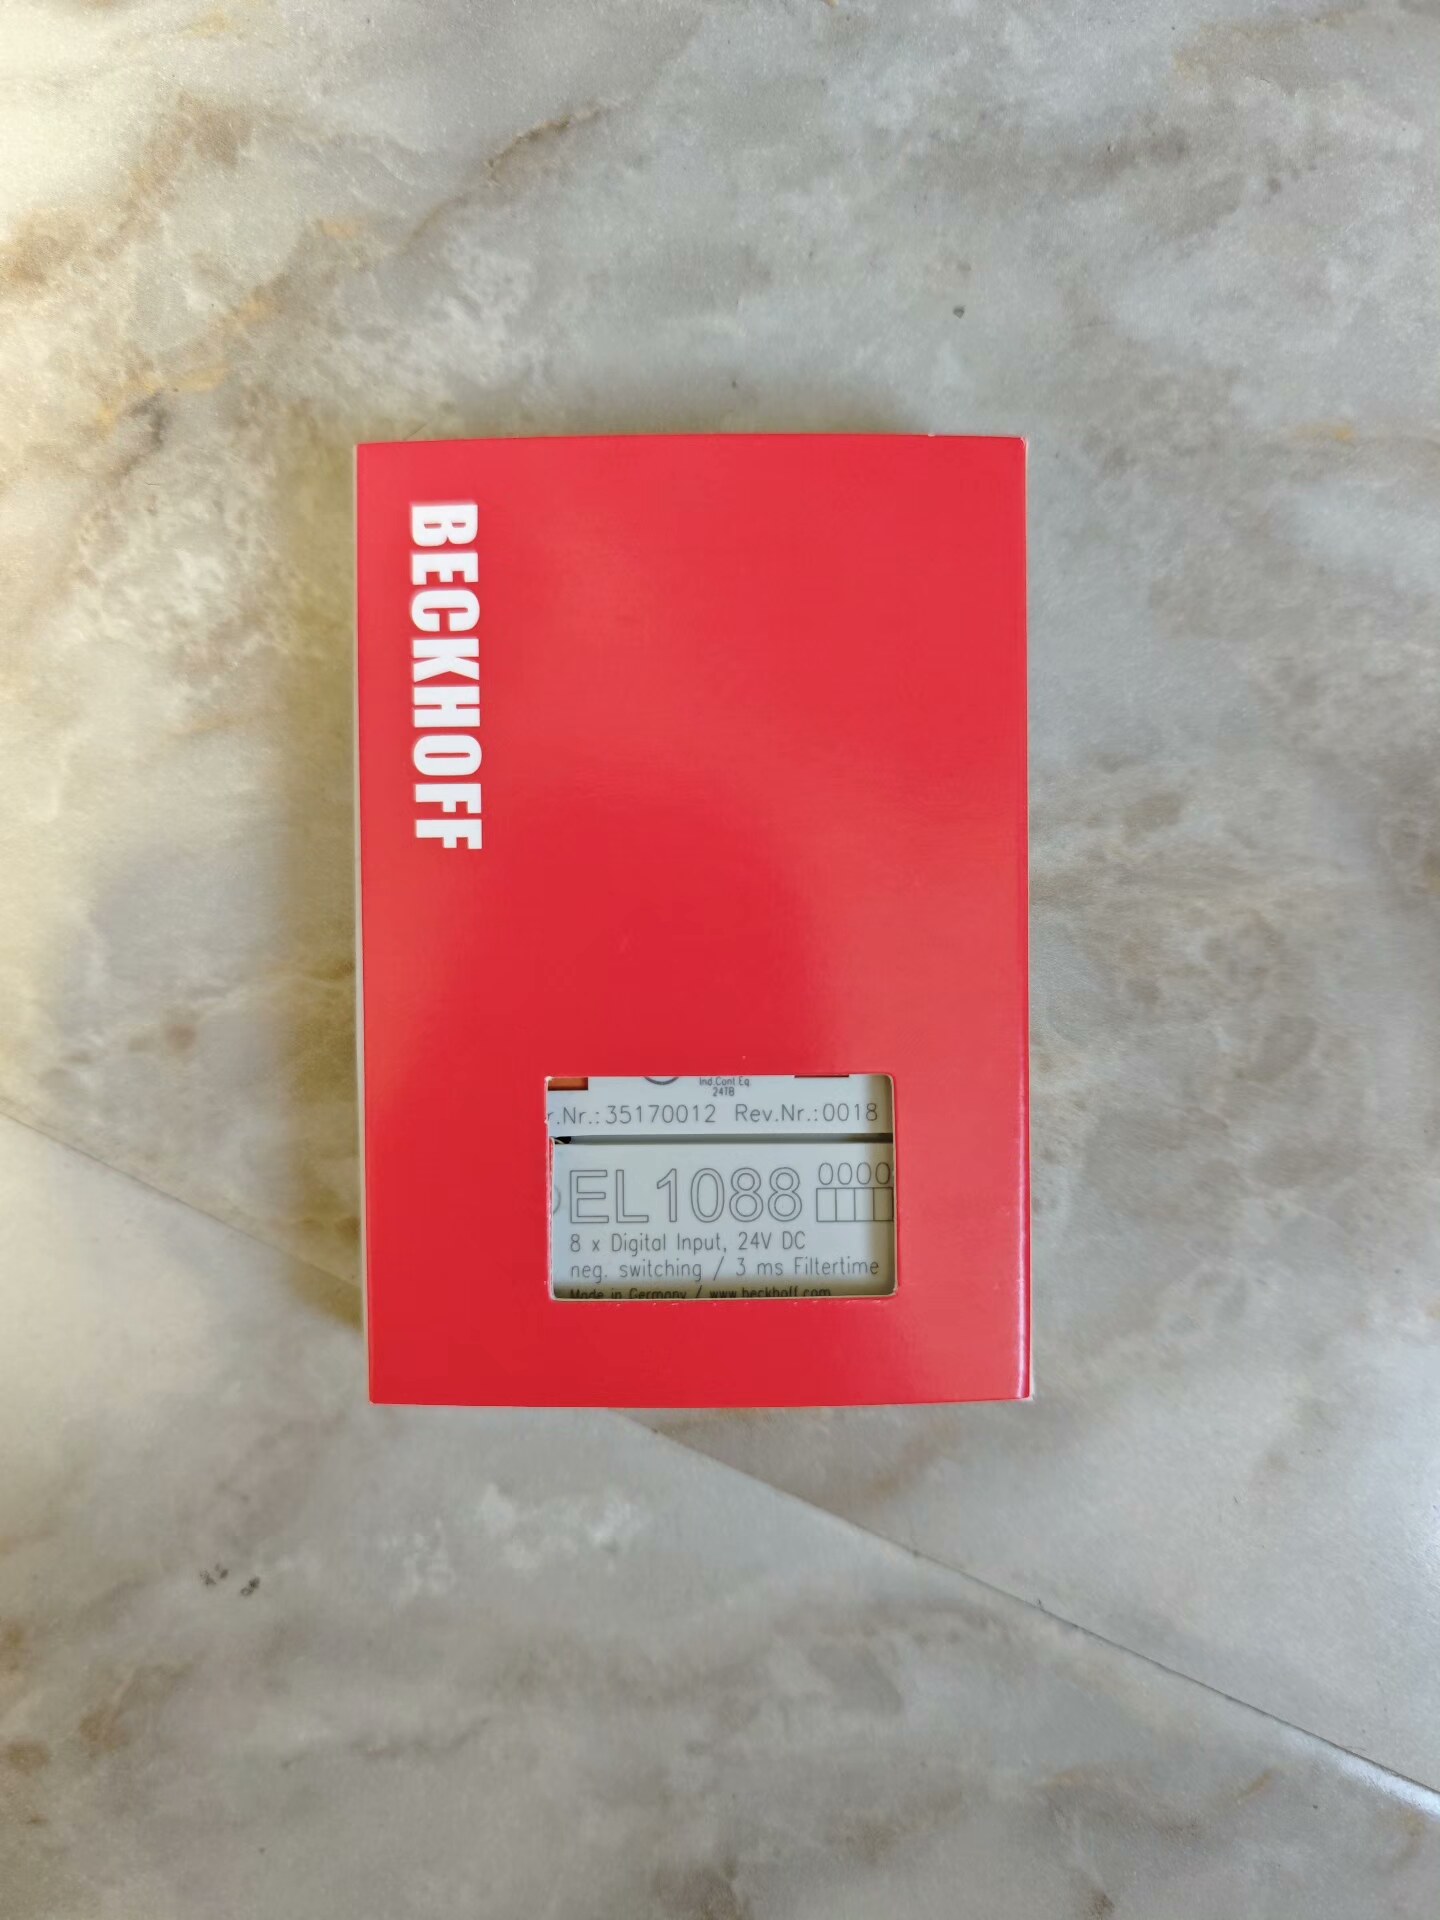 BECKHOFF
Ind.Cont.Eq.
24TB
r.Nr.: 35170012 Rev.Nr.:0018
EL1088 0000
8 x Digital Input, 24V DC
neg. switching / 3 ms Filtertime
Made in Germany / www.beckhoff.com